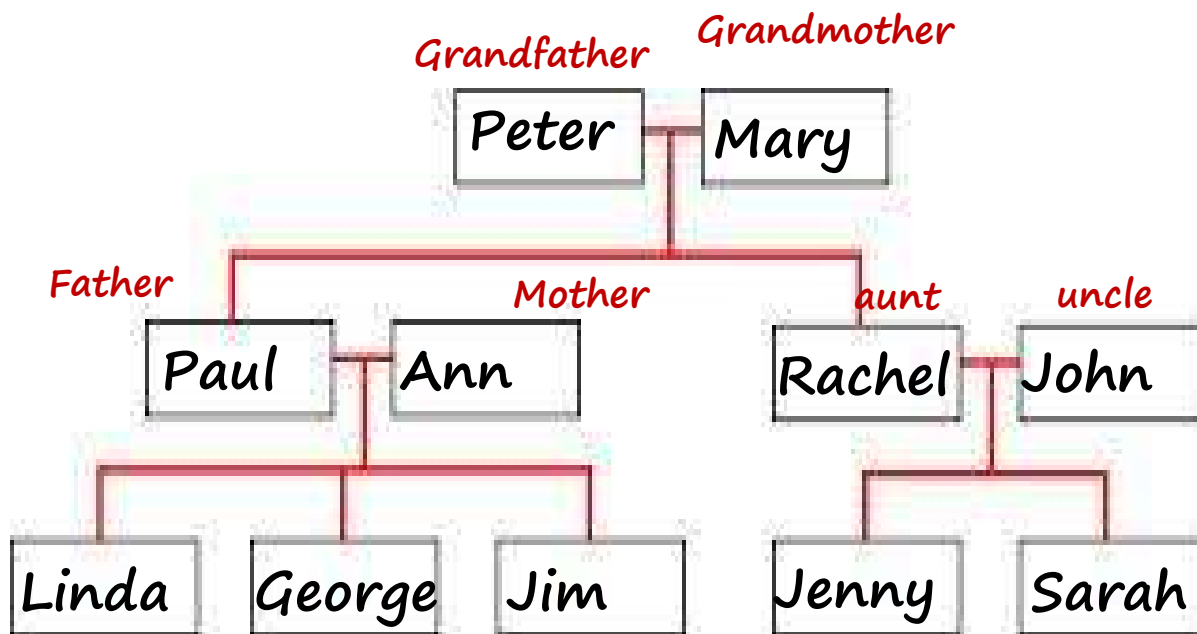 Grandfather
Grandmother
Peter
Mary
Father
Mother
aunt
uncle
Paul
Ann
Rachel
John
Linda
George
Jim
Jenny
Sarah